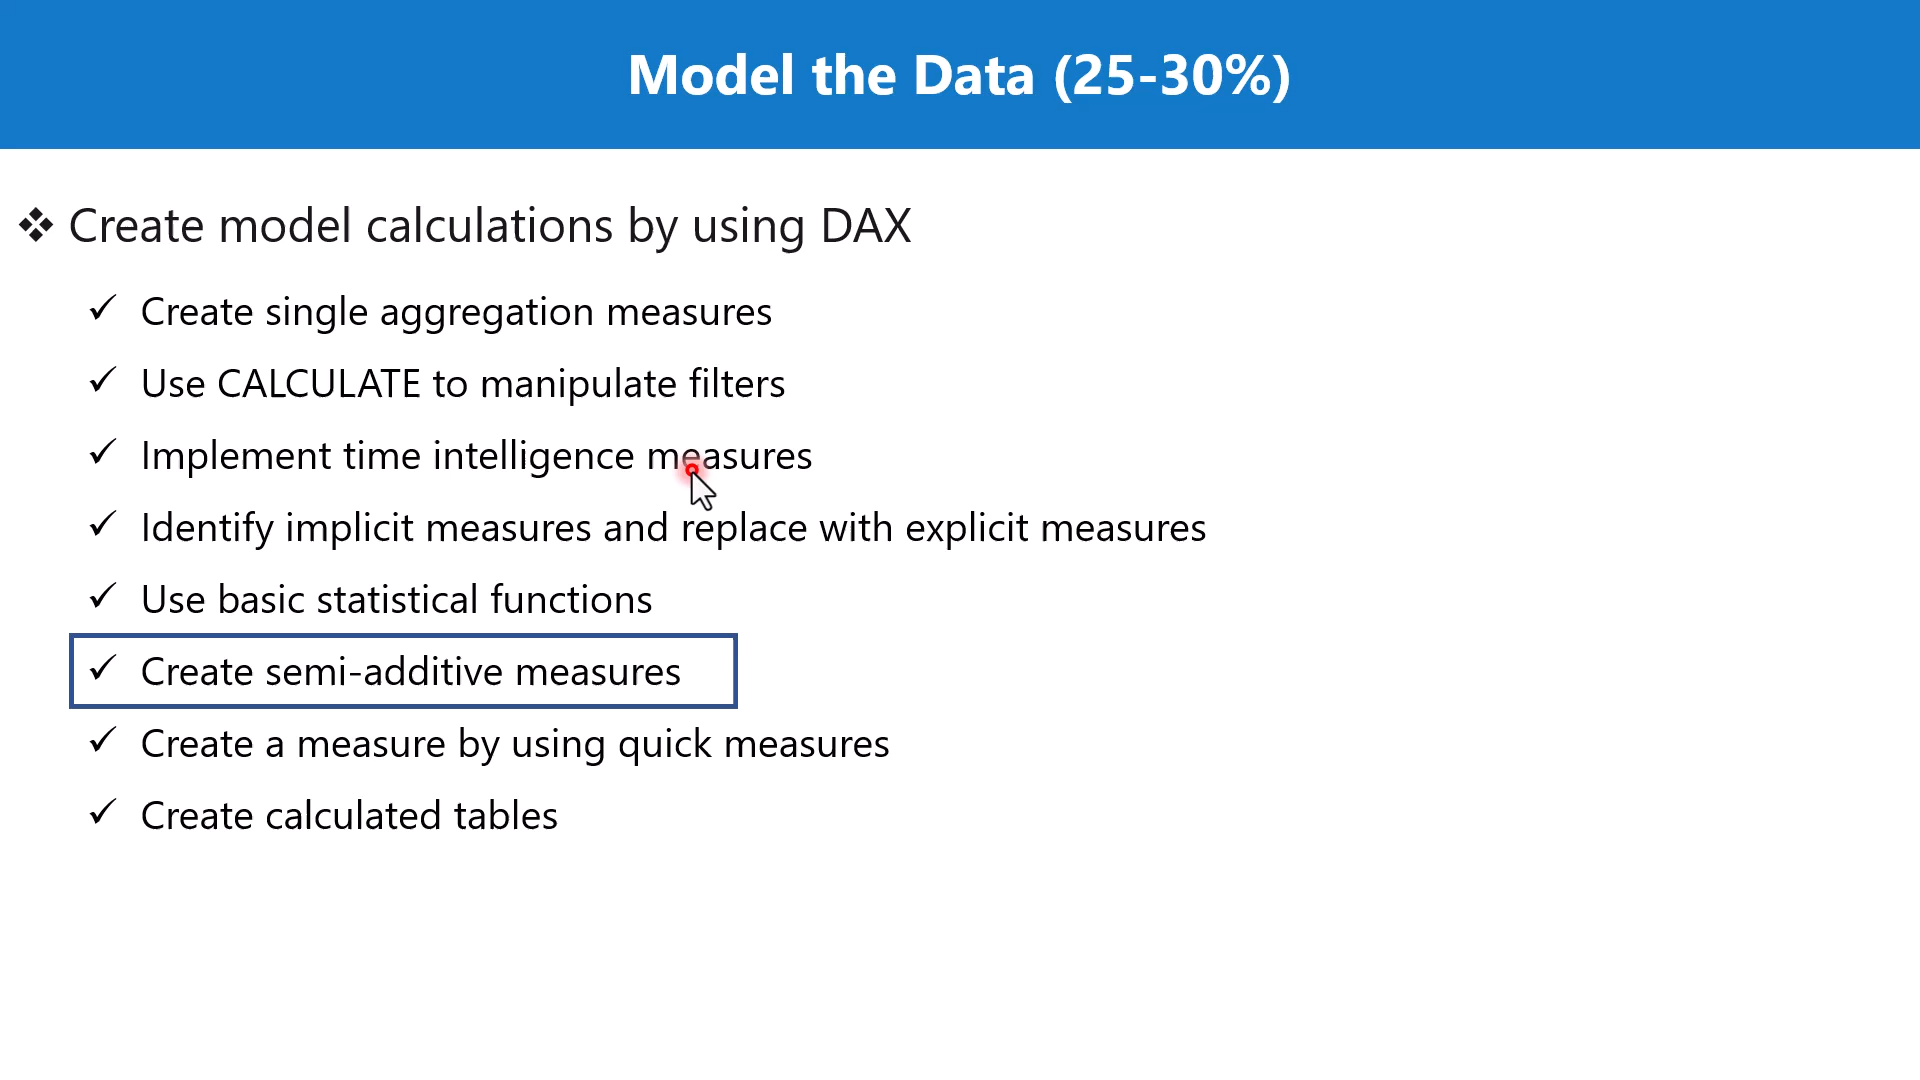 Model the Data (25-30%)
Create model calculations by using DAX
Create single aggregation measures
Use CALCULATE to manipulate filters
Implement time intelligence measures
Identify implicit measures and replace with explicit measures
Use basic statistical functions
Create semi-additive measures
Create a measure by using quick measures
Create calculated tables